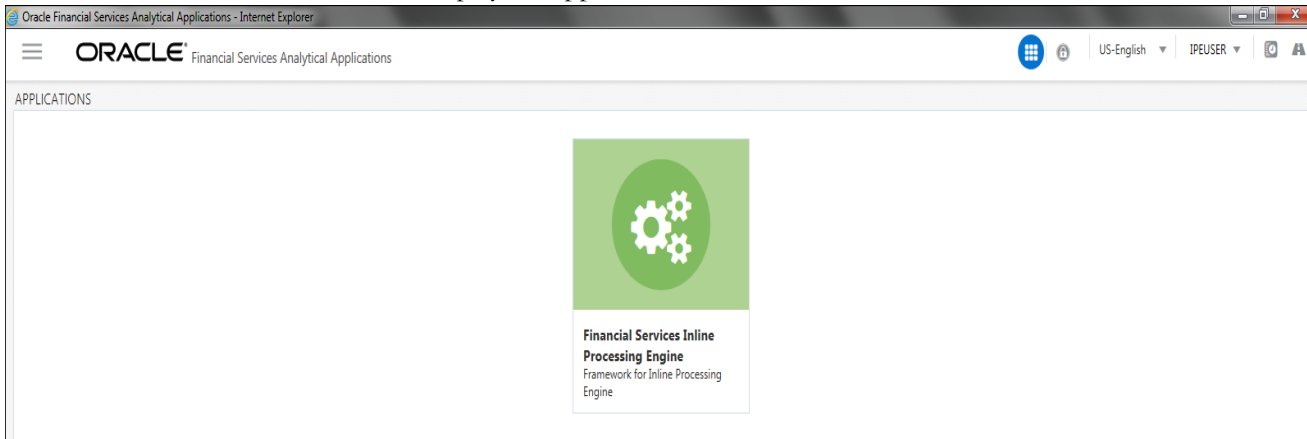 Oracle Financial Services Analytical Applications - Internet Explorer
ORACLE® Financial Services Analytical Applications
US-English
IPEUSER
APPLICATIONS
Financial Services Inline
Processing Engine
Framework for Inline Processing
Engine